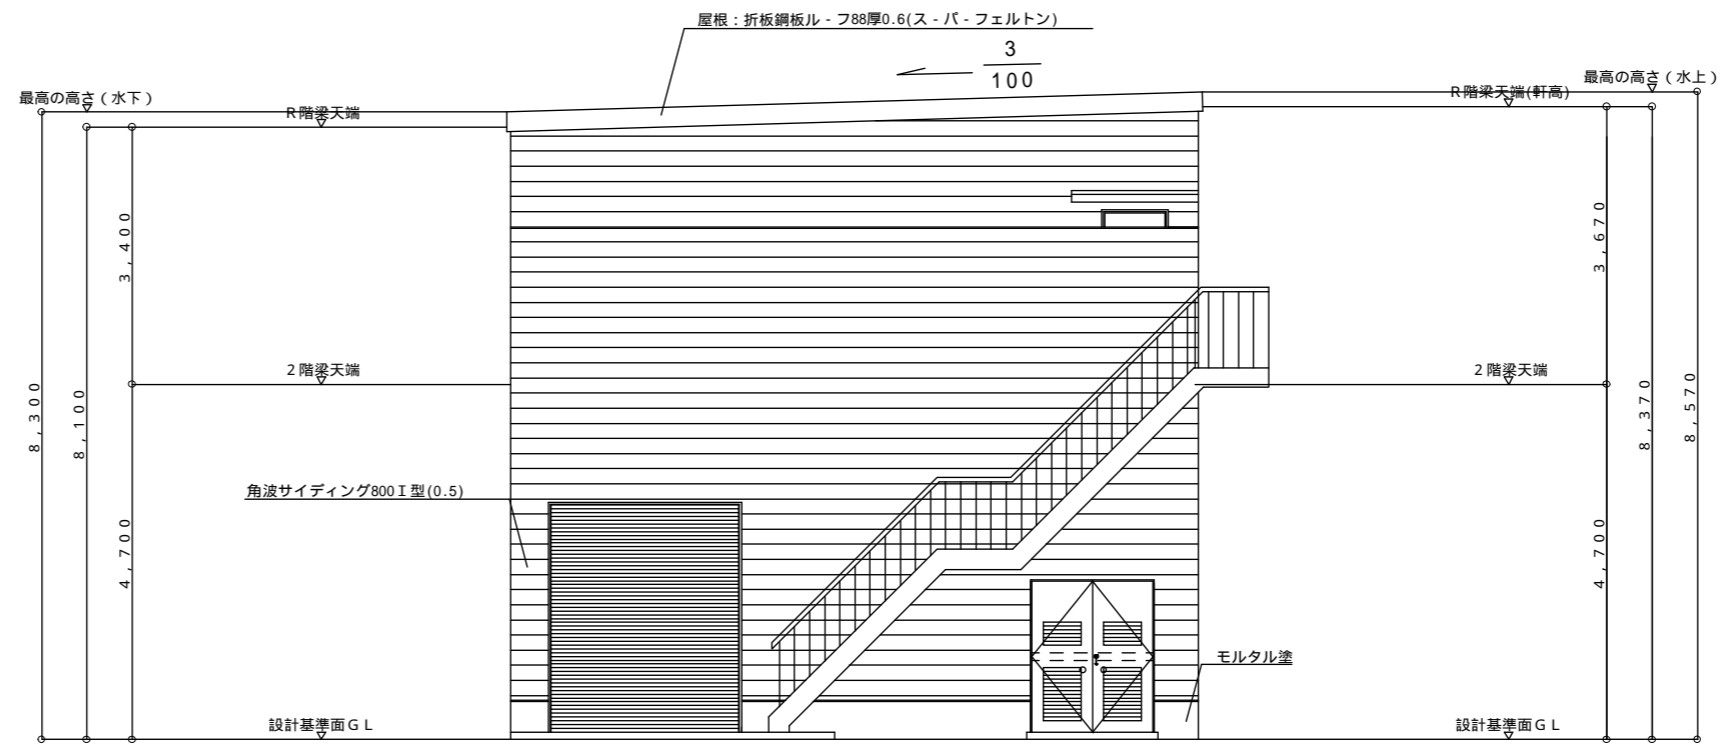 屋根：折板鋼板ル‐フ88厚0.6(ス‐パ‐フェルトン)
3
100
最高の高さ（水下）
R階梁天端
最高の高さ（水上）
R階梁天端(軒高)
3,400
3,670
2階梁天端
2階梁天端
8,300
8,100
8,370
8,570
角波サイディング800Ⅰ型(0.5)
4,700
4,700
モルタル塗
設計基準面ＧＬ
設計基準面ＧＬ